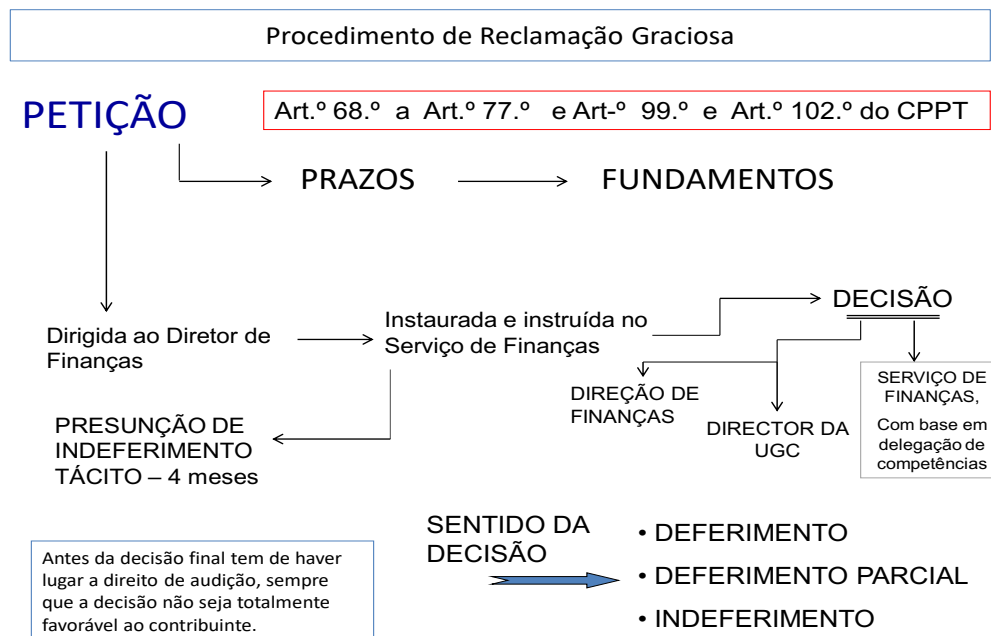 Procedimento de Reclamação Graciosa
PETIÇÃO
Art.º 68.º a Art.º 77.º e Art-º 99.º e Art.º 102.º do CPPT
PRAZOS
FUNDAMENTOS
Dirigida ao Diretor de
Finanças
Instaurada e instruída no
Serviço de Finanças
DECISÃO
DIREÇÃO DE
FINANÇAS
DIRECTOR DA
UGC
SERVIÇO DE
FINANÇAS,
Com base em
delegação de
competências
PRESUNÇÃO DE
INDEFERIMENTO
TÁCITO – 4 meses
SENTIDO DA
DECISÃO
• DEFERIMENTO
• DEFERIMENTO PARCIAL
• INDEFERIMENTO
Antes da decisão final tem de haver
lugar a direito de audição, sempre
que a decisão não seja totalmente
favorável ao contribuinte.